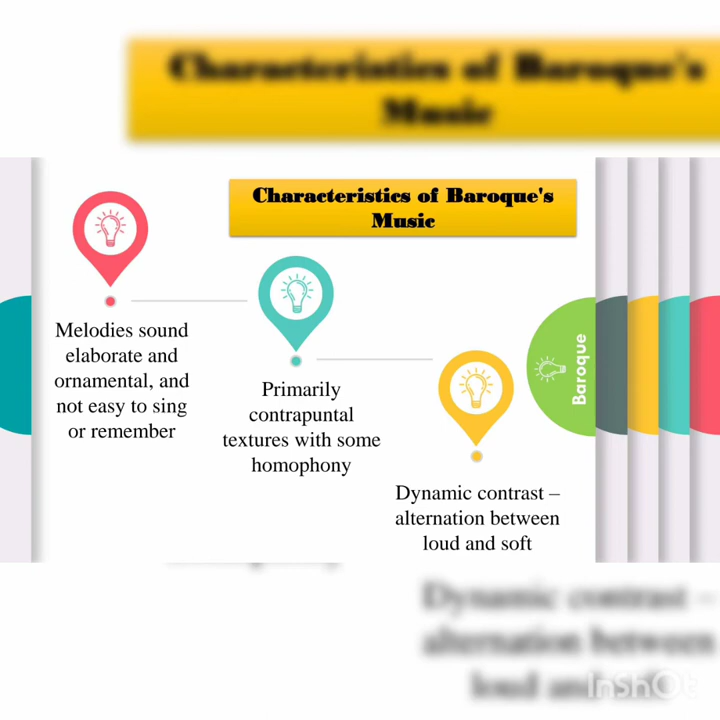 Characteristics of Baroque's
Music
Characteristics of Baroque's
Music
Melodies sound
elaborate and
ornamental, and
not easy to sing
or remember
Primarily
contrapuntal
textures with some
homophony
Dynamic contrast –
alternation between
loud and soft
Baroque
Dynamic contrast –
alternation between
loud and
InShOt